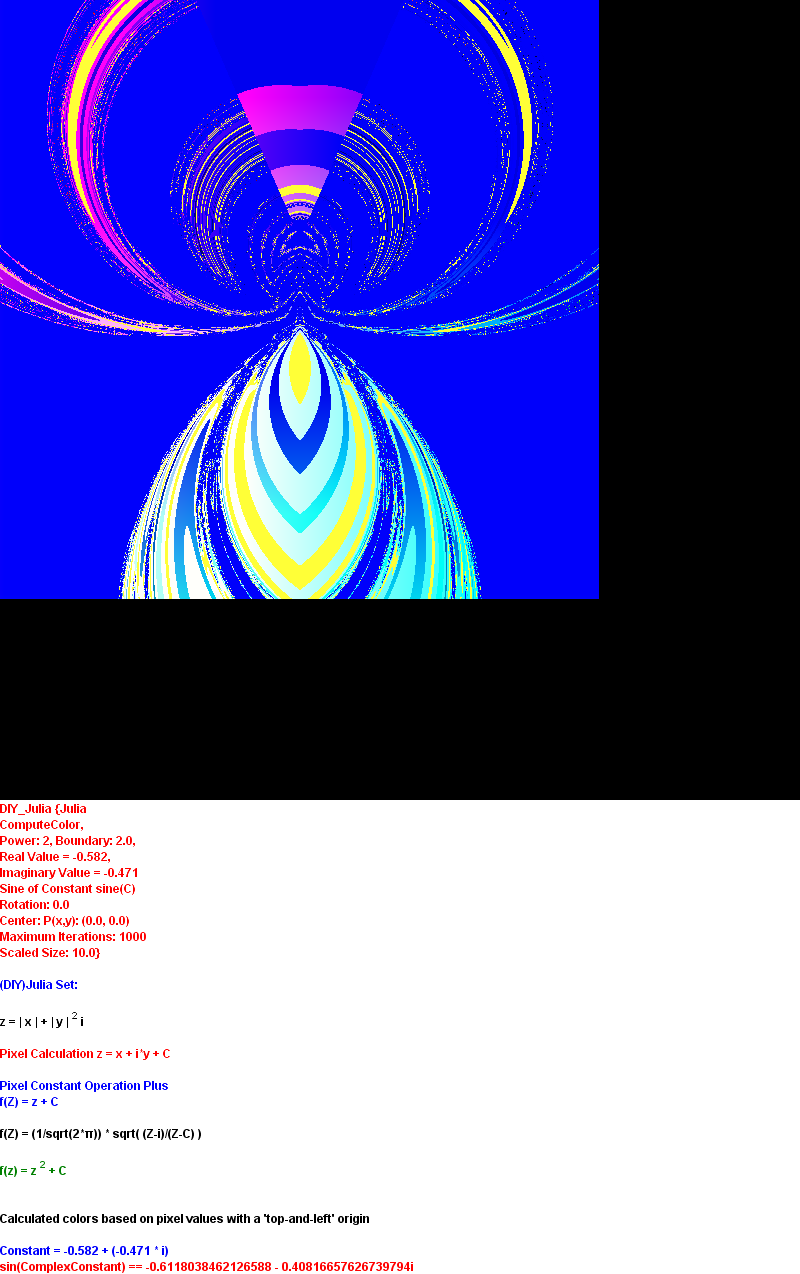 DIY_Julia {Julia
ComputeColor,
Power: 2, Boundary: 2.0,
Real Value = -0.582,
Imaginary Value = -0.471
Sine of Constant sine(C)
Rotation: 0.0
Center: P(x,y): (0.0, 0.0)
Maximum Iterations: 1000
Scaled Size: 10.0}
(DIY)Julia Set:
z = | x | + | y | 2 i
Pixel Calculation z = x + i*y + C
Pixel Constant Operation Plus
f(Z) = z + C
f(Z) = (1/sqrt(2*π)) * sqrt( (Z-i)/(Z-C) )
f(z) = z 2 + C
Calculated colors based on pixel values with a 'top-and-left' origin
Constant = -0.582 + (-0.471 * i)
sin(ComplexConstant) == -0.6118038462126588 - 0.40816657626739794i